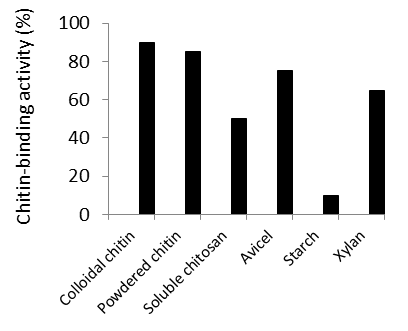 Chitin-binding activity (%)
100
80
60
40
20
0
Colloidal chitin
Powdered chitin
Soluble chitosan
Avicel
Starch
Xylan